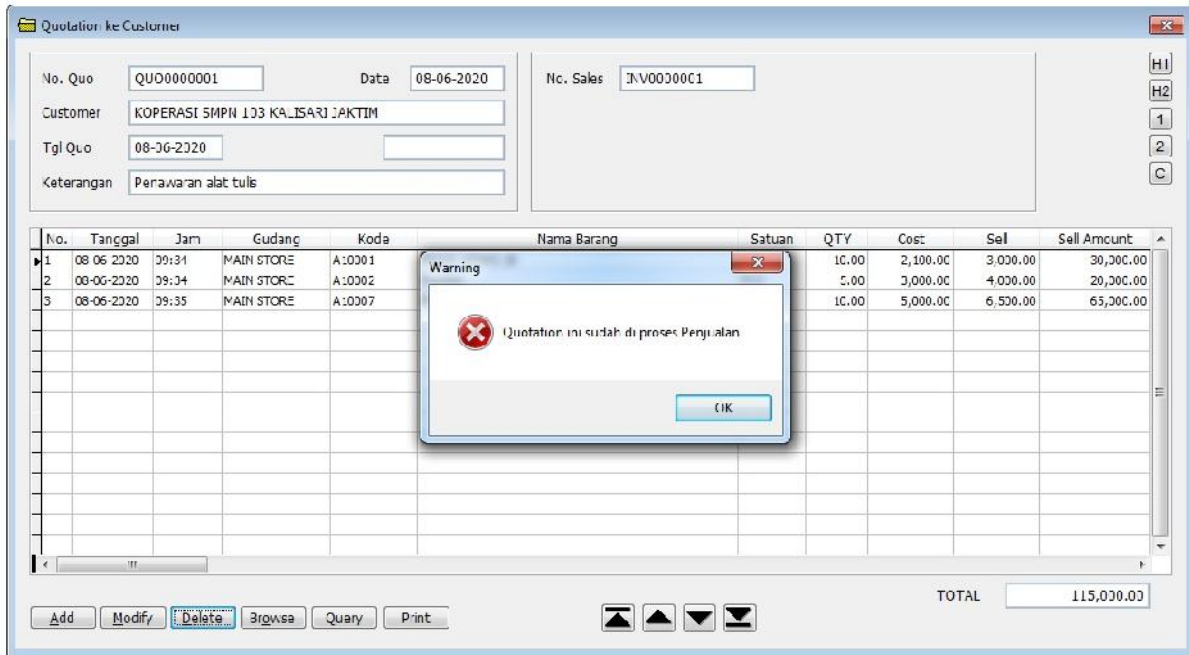 Quotation ke Customer
No. Quo QUO0000001 Data 08-06-2020 No. Sales INV0000001
H1
H2
Customer KOPERASI SMPN 103 KALISARI JAKTIM
1
Tgl Quo 08-06-2020
2
C
Keterangan Penawaran alat tulis
No. Tanggal Jam Gudang Koda Nama Barang Satuan QTY Cost Sell Sell Amount
1 08-06-2020 09:34 MAIN STORE A10001 10.00 2,100.00 3,000.00 30,000.00
2 08-06-2020 09:34 MAIN STORE A10002 5.00 3,000.00 4,000.00 20,000.00
3 08-06-2020 09:35 MAIN STORE A10007 10.00 5,000.00 6,500.00 65,000.00
Warning
Quotation ini sudah di proses Penjualan
OK
TOTAL 115,000.00
Add Modify Delete Browse Query Print